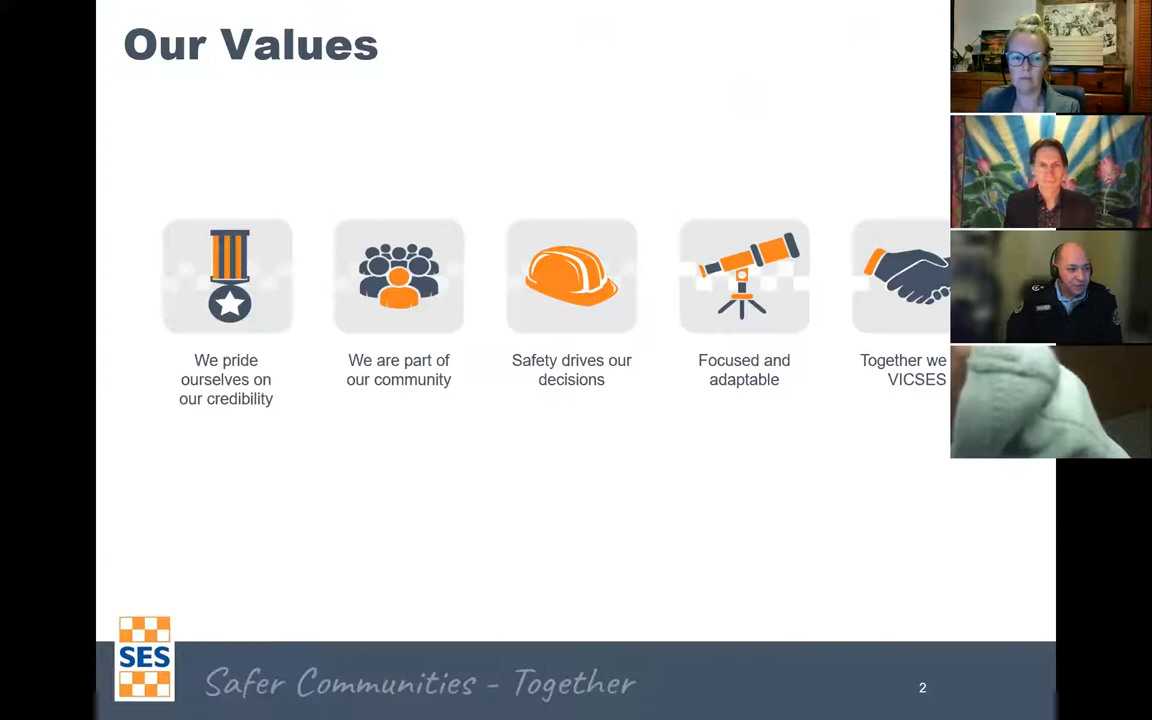 Our Values
We pride
ourselves on
our credibility
We are part of
our community
Safety drives our
decisions
Focused and
adaptable
Together we
VICSES
SES
Safer Communities - Together
2